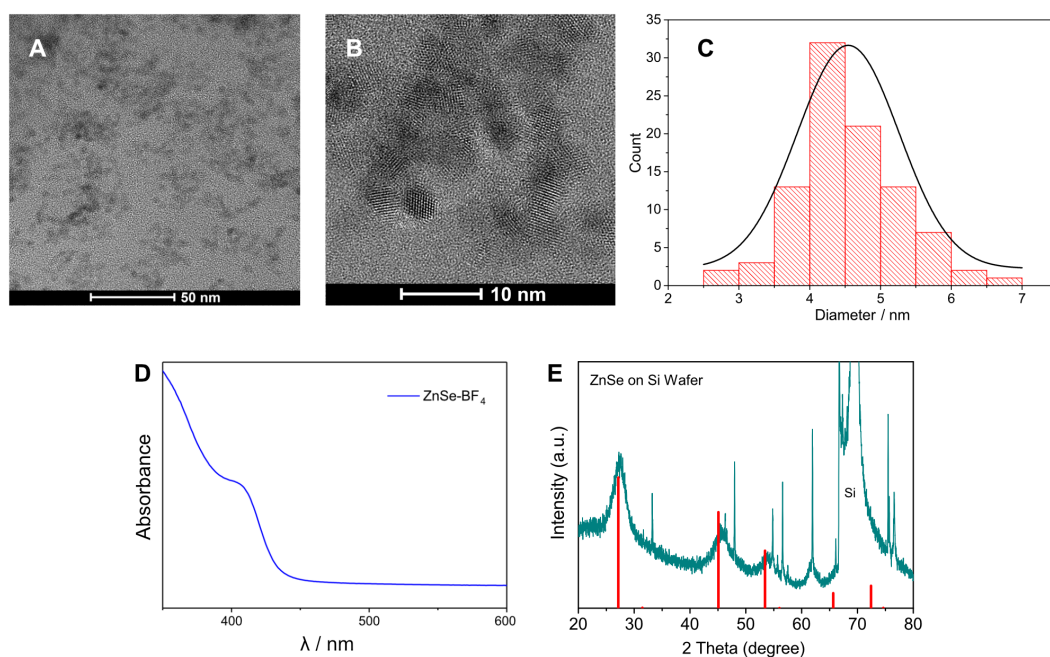 A
50 nm
B
10 nm
C
35
30
25
20
15
10
5
0
Count
2 3 4 5 6 7
Diameter / nm
D
ZnSe-BF₄
Absorbance
400 500 600
λ / nm
E
ZnSe on Si Wafer
Si
Intensity (a.u.)
20 30 40 50 60 70 80
2 Theta (degree)